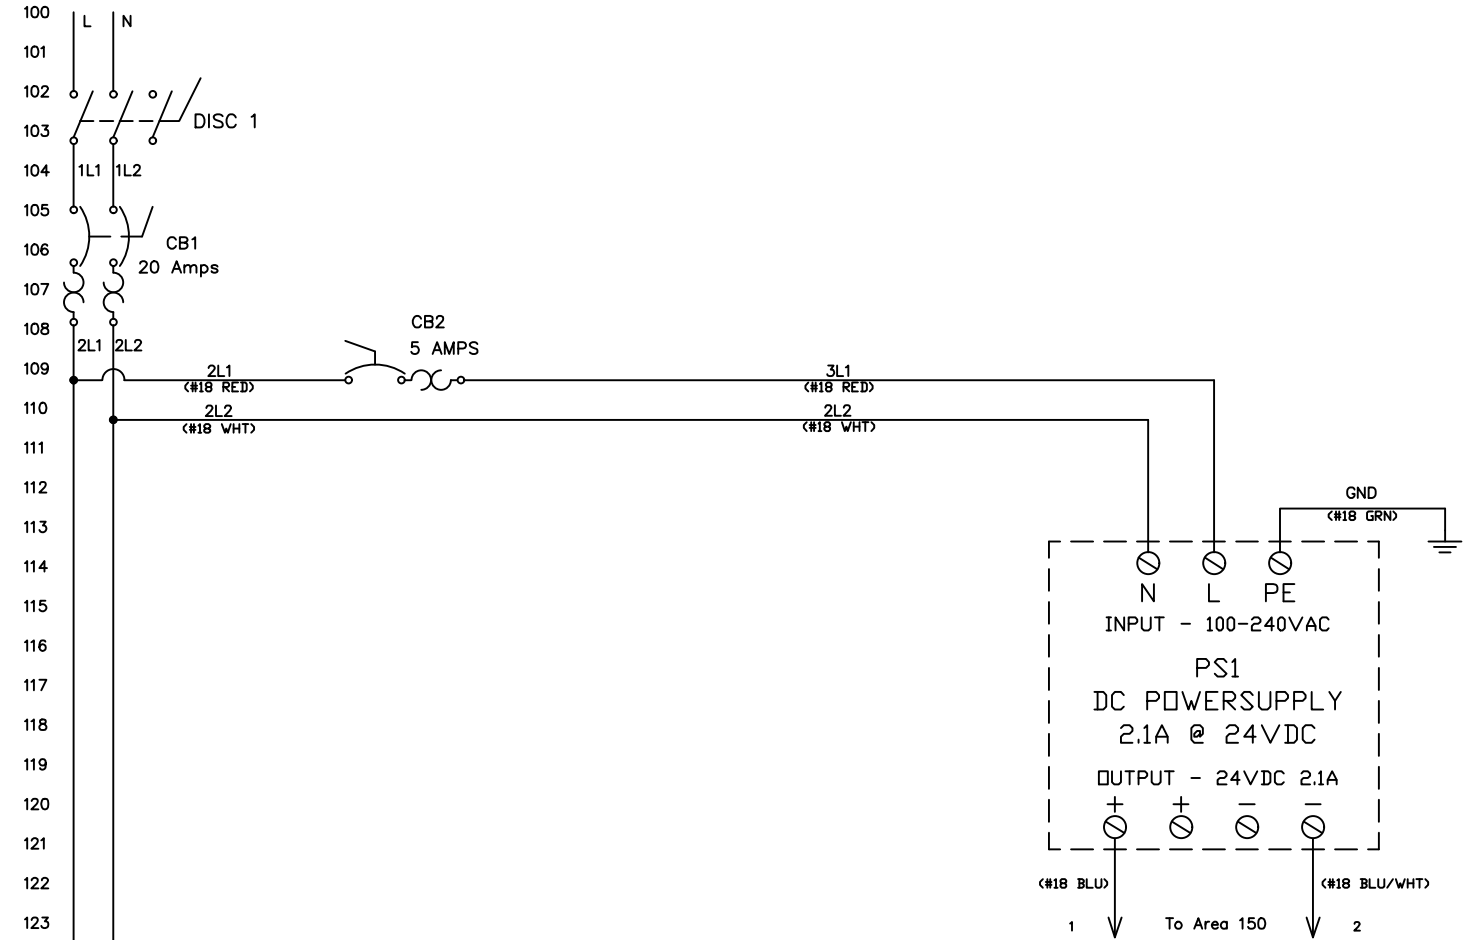 100
L N
101
102
DISC 1
103
104
1L1 1L2
105
106
CB1
20 Amps
107
108
CB2
2L1 2L2
5 AMPS
109
2L1
(#18 RED)
3L1
(#18 RED)
110
2L2
(#18 WHT)
2L2
(#18 WHT)
111
112
GND
(#18 GRN)
113
114
N L PE
115
INPUT - 100-240VAC
116
PS1
117
DC POWERSUPPLY
118
2.1A @ 24VDC
119
OUTPUT - 24VDC 2.1A
120
+ + - -
121
122
(#18 BLU) (#18 BLU/WHT)
123
1 To Area 150 2